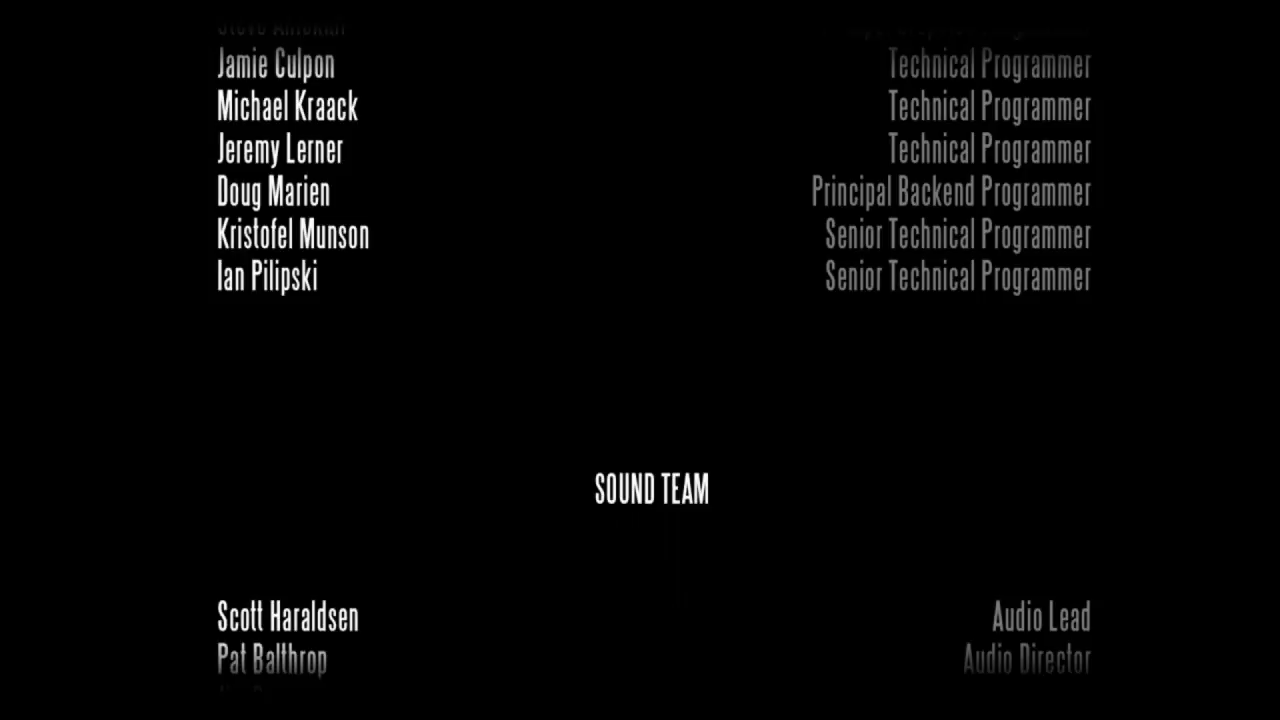 Jamie Culpon Technical Programmer
Michael Kraack Technical Programmer
Jeremy Lerner Technical Programmer
Doug Marien Principal Backend Programmer
Kristofel Munson Senior Technical Programmer
Ian Pilipski Senior Technical Programmer
SOUND TEAM
Scott Haraldsen Audio Lead
Pat Balthrop Audio Director